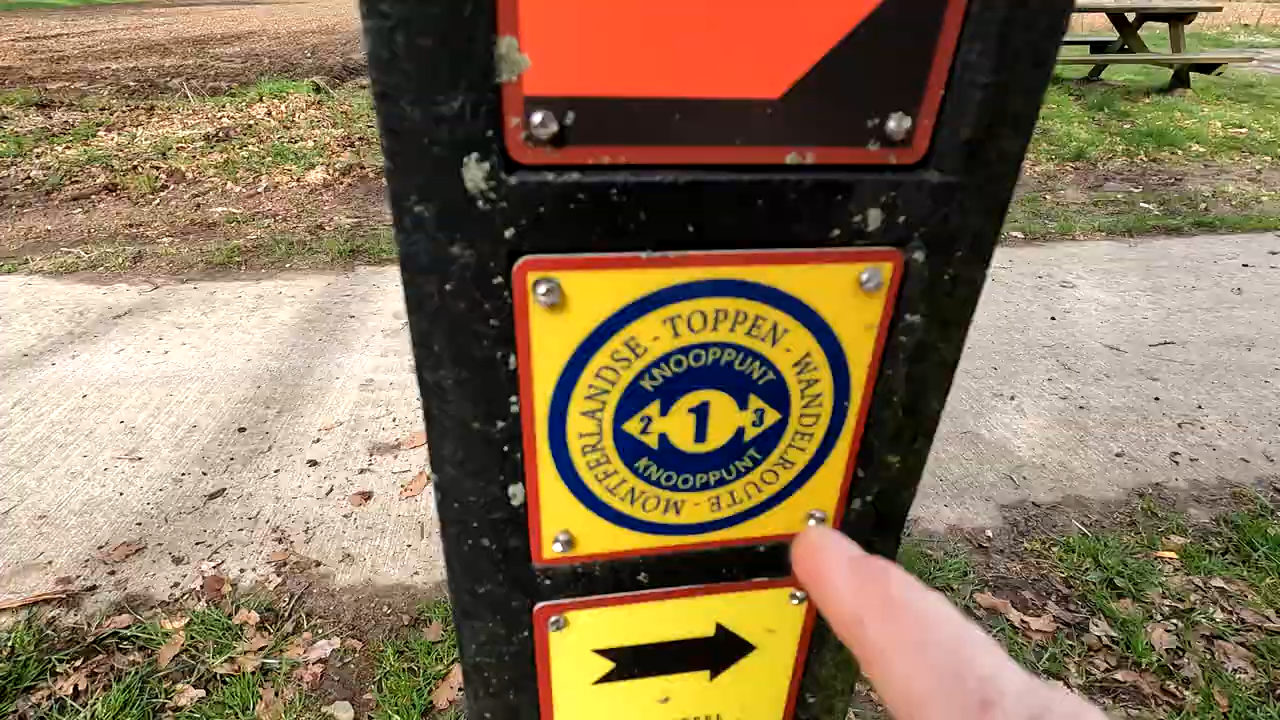 MONTFERLANDSE - TOPPEN - WANDELROUTE -
KNOOPPUNT
2 1 3
KNOOPPUNT